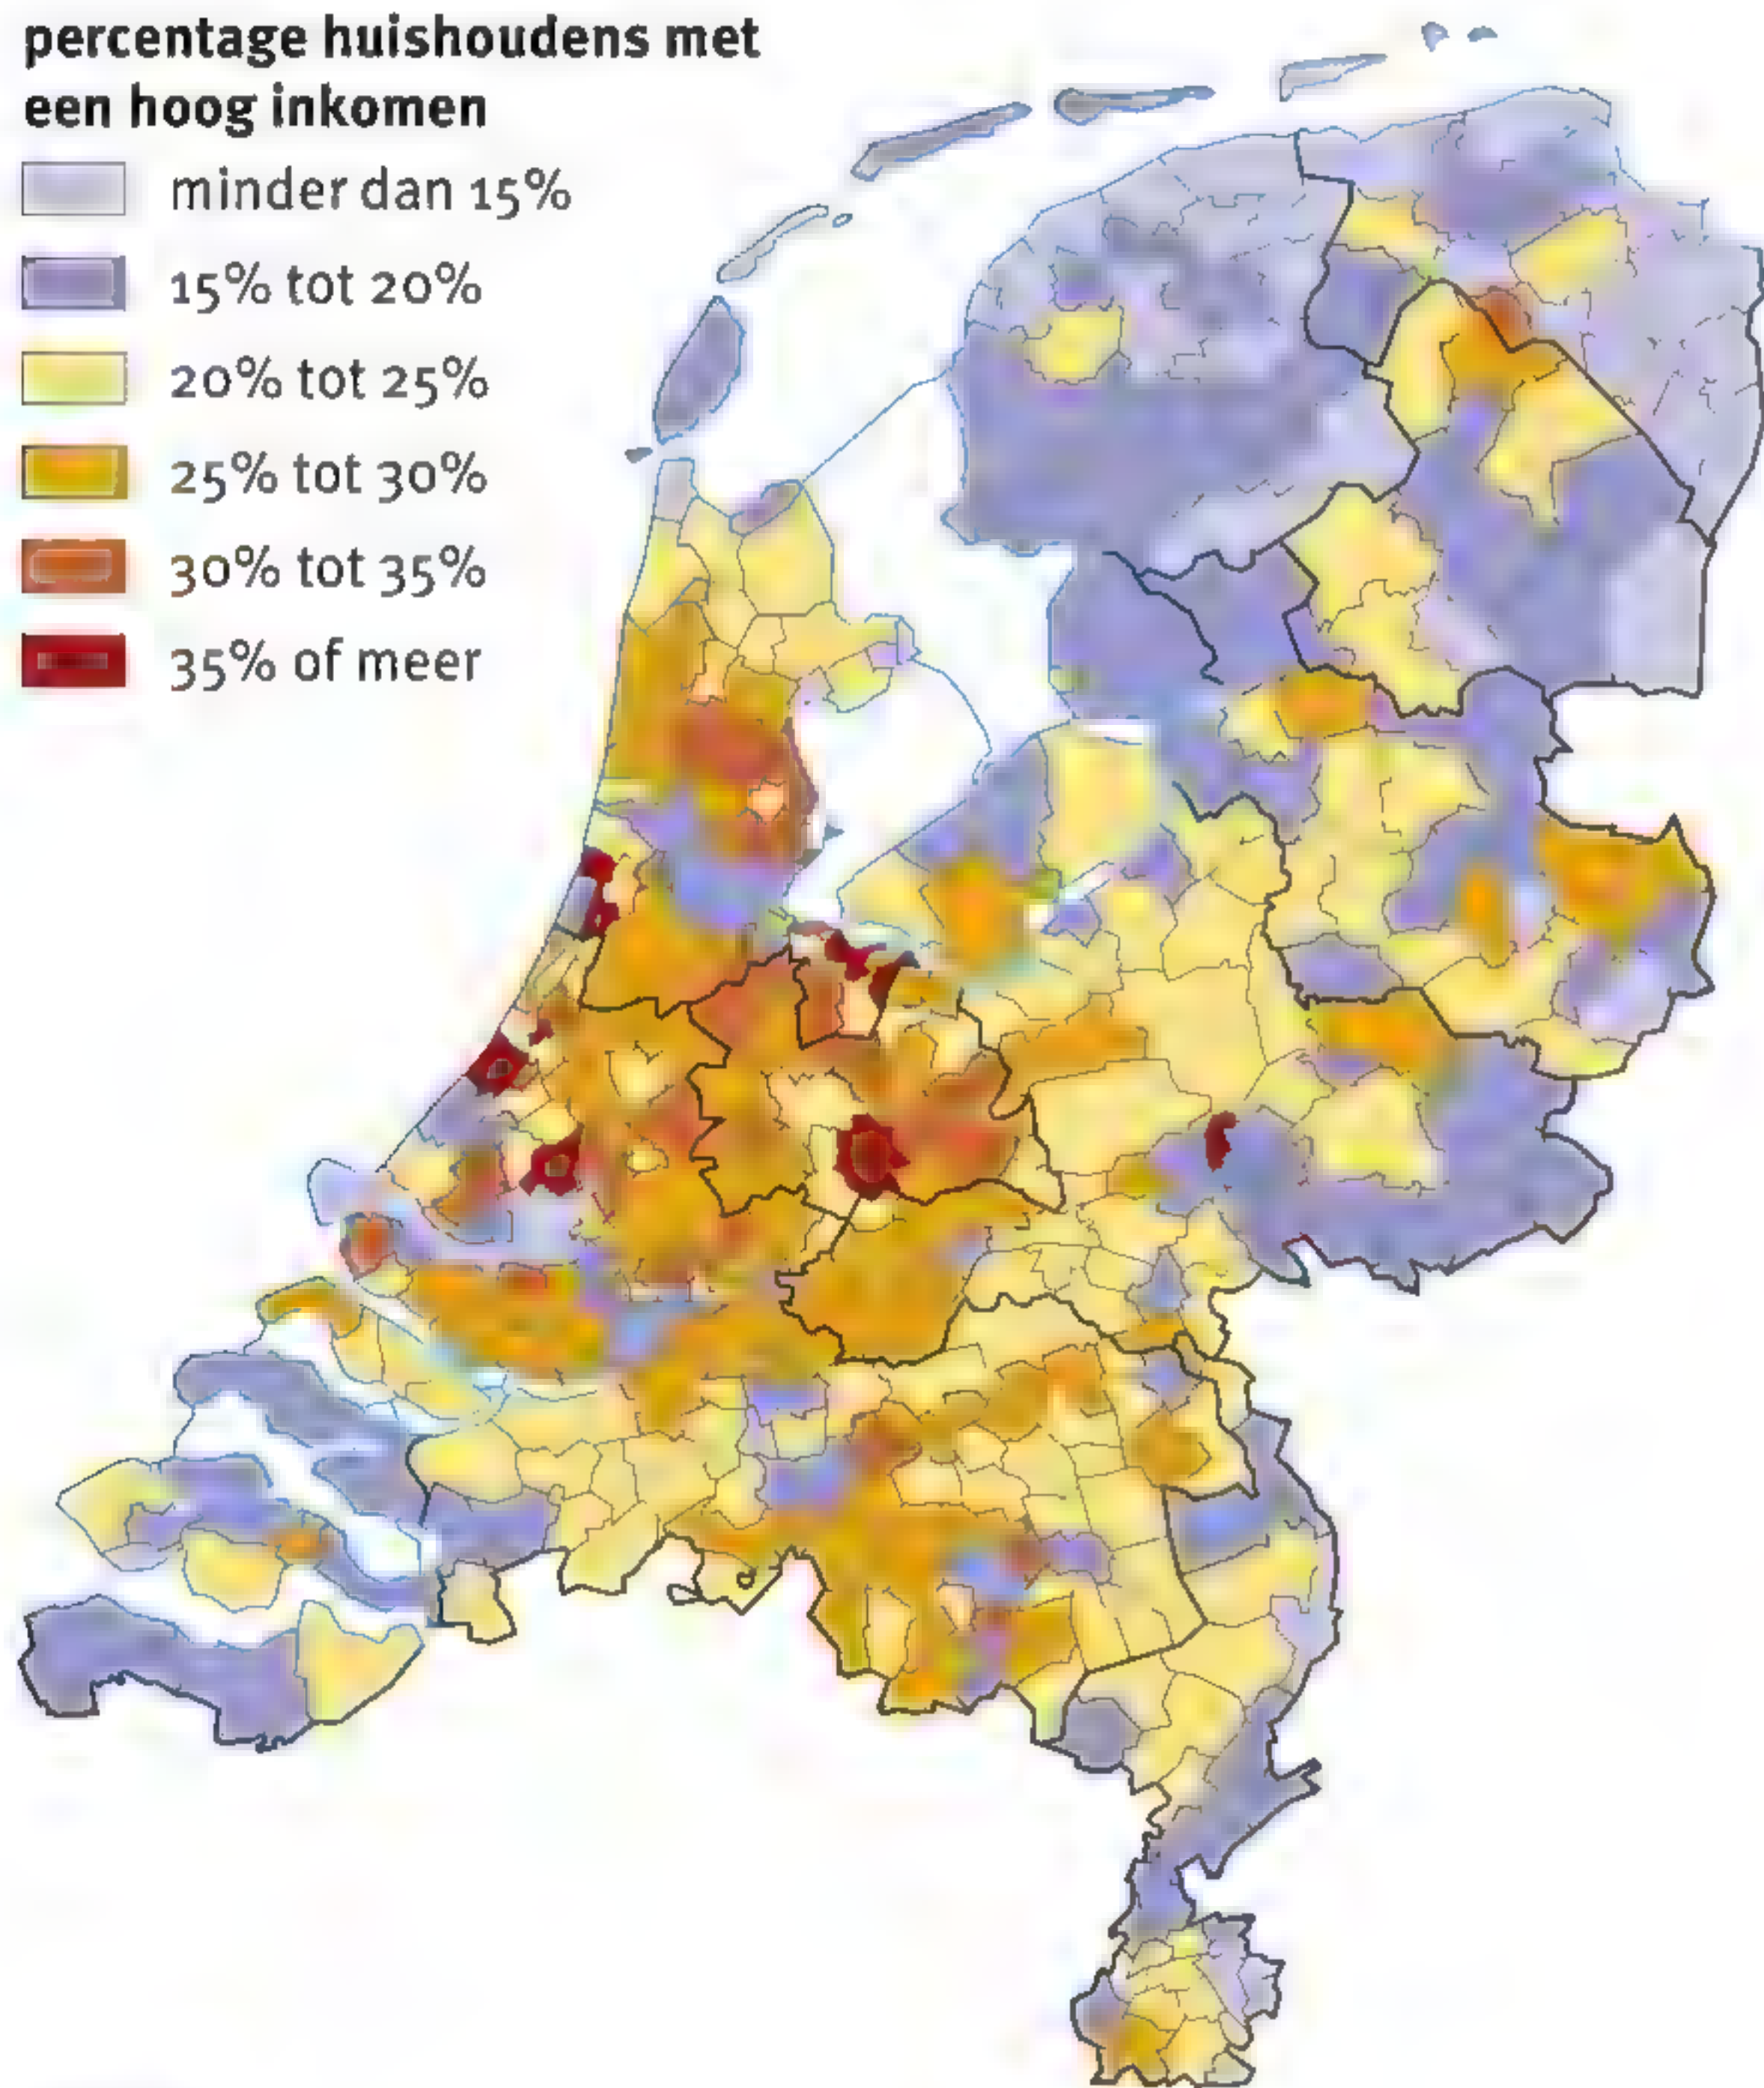 percentage huishoudens met
een hoog inkomen
minder dan 15%
15% tot 20%
20% tot 25%
25% tot 30%
30% tot 35%
35% of meer